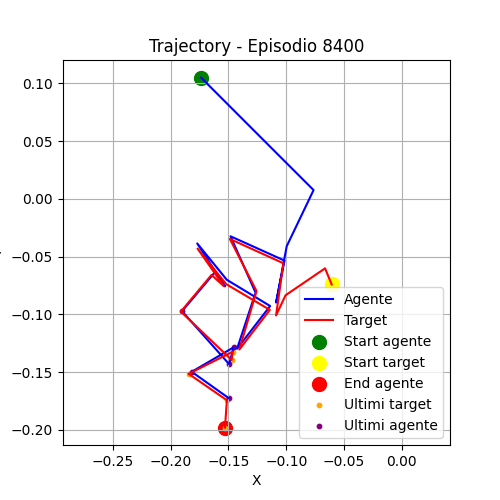 Trajectory - Episodio 8400
0.10
0.05
0.00
−0.05
−0.10
−0.15
−0.20
−0.25
−0.20
−0.15
−0.10
−0.05
0.00
X
Agente
Target
Start agente
Start target
End agente
Ultimi target
Ultimi agente